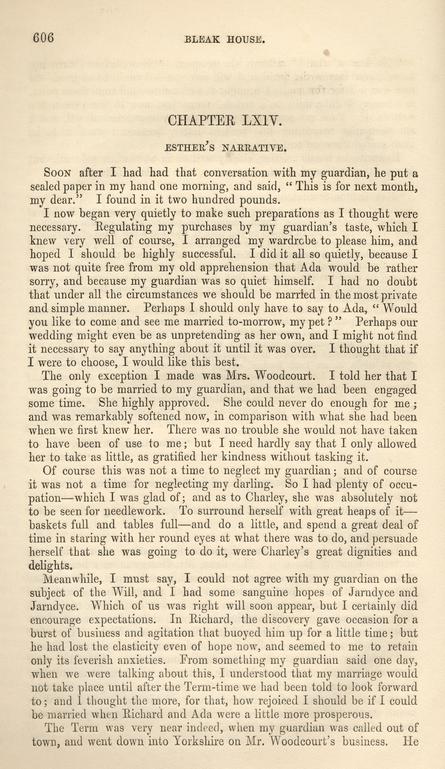 606
BLEAK HOUSE.
CHAPTER LXIV.
ESTHER'S NARRATIVE.
SOON after I had had that conversation with my guardian, he put a
sealed paper in my hand one morning, and said, "This is for next month,
my dear." I found in it two hundred pounds.
I now began very quietly to make such preparations as I thought were
necessary. Regulating my purchases by my guardian's taste, which I
knew very well of course, I arranged my wardrobe to please him, and
hoped I should be highly successful. I did it all so quietly, because I
was not quite free from my old apprehension that Ada would be rather
sorry, and because my guardian was so quiet himself. I had no doubt
that under all the circumstances we should be married in the most private
and simple manner. Perhaps I should only have to say to Ada, "Would
you like to come and see me married to-morrow, my pet?" Perhaps our
wedding might even be as unpretending as her own, and I might not find
it necessary to say anything about it until it was over. I thought that if
I were to choose, I would like this best.
The only exception I made was Mrs. Woodcourt. I told her that I
was going to be married to my guardian, and that we had been engaged
some time. She highly approved. She could never do enough for me;
and was remarkably softened now, in comparison with what she had been
when we first knew her. There was no trouble she would not have taken
to have been of use to me; but I need hardly say that I only allowed
her to take as little, as gratified her kindness without tasking it.
Of course this was not a time to neglect my guardian; and of course
it was not a time for neglecting my darling. So I had plenty of occu-
pation—which I was glad of; and as to Charley, she was absolutely not
to be seen for needlework. To surround herself with great heaps of it—
baskets full and tables full—and do a little, and spend a great deal of
time in staring with her round eyes at what there was to do, and persuade
herself that she was going to do it, were Charley's great dignities and
delights.
Meanwhile, I must say, I could not agree with my guardian on the
subject of the Will, and I had some sanguine hopes of Jarndyce and
Jarndyce. Which of us was right will soon appear, but I certainly did
encourage expectations. In Richard, the discovery gave occasion for a
burst of business and agitation that buoyed him up for a little time; but
he had lost the elasticity even of hope now, and seemed to me to retain
only its feverish anxieties. From something my guardian said one day,
when we were talking about this, I understood that my marriage would
not take place until after the Term-time we had been told to look forward
to; and I thought the more, for that, how rejoiced I should be if I could
be married when Richard and Ada were a little more prosperous.
The Term was very near indeed, when my guardian was called out of
town, and went down into Yorkshire on Mr. Woodcourt's business. He